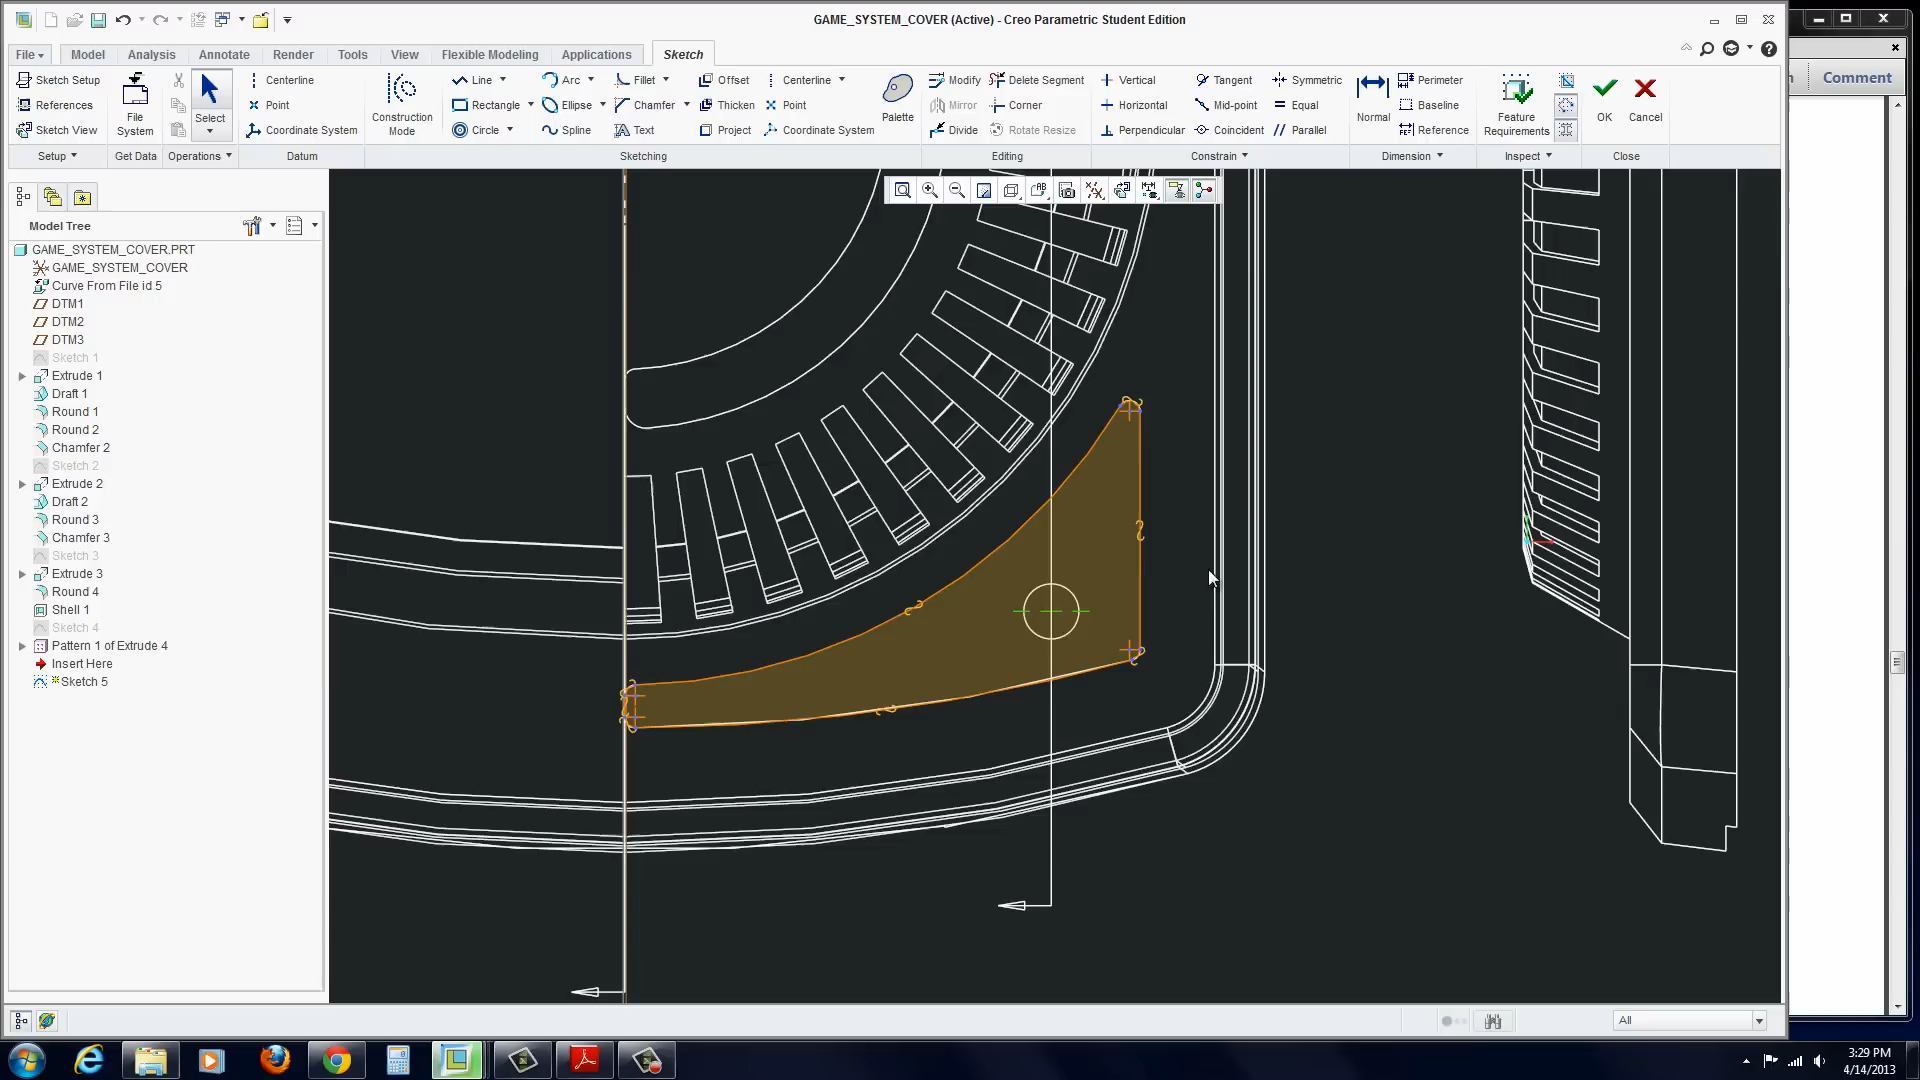 GAME_SYSTEM_COVER (Active) - Creo Parametric Student Edition
File Model Analysis Annotate Render Tools View Flexible Modeling Applications Sketch
Sketch Setup
References
Sketch View
Setup
File System
Get Data
Select
Operations
Centerline
Point
Coordinate System
Datum
Construction Mode
Line Arc Fillet Offset Centerline
Rectangle Ellipse Chamfer Thicken Point
Circle Spline Text Project Coordinate System
Palette
Sketching
Modify Delete Segment
Mirror Corner
Divide Rotate Resize
Editing
Vertical Tangent Symmetric
Horizontal Mid-point Equal
Perpendicular Coincident Parallel
Constrain
Normal
Perimeter
Baseline
Reference
Dimension
Feature Requirements
Inspect
OK Cancel
Close
Comment
Model Tree
GAME_SYSTEM_COVER.PRT
GAME_SYSTEM_COVER
Curve From File id 5
DTM1
DTM2
DTM3
Sketch 1
Extrude 1
Draft 1
Round 1
Round 2
Chamfer 2
Sketch 2
Extrude 2
Draft 2
Round 3
Chamfer 3
Sketch 3
Extrude 3
Round 4
Shell 1
Sketch 4
Pattern 1 of Extrude 4
Insert Here
*Sketch 5
All
3:29 PM
4/14/2013